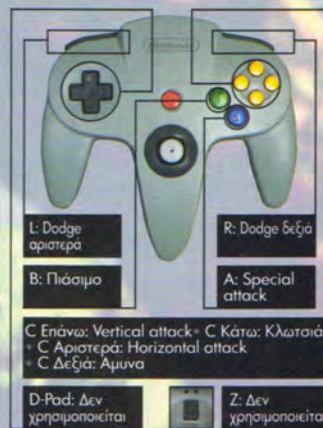 Nintendo
L: Dodge
αριστερά
R: Dodge δεξιά
B: Πιάσιμο
A: Special
attack
C Επάνω: Vertical attack • C Κάτω: Κλωτσιά
• C Αριστερά: Horizontal attack
• C Δεξιά: Αμυνα
D-Pad: Δεν
χρησιμοποιείται
Z: Δεν
χρησιμοποιείται